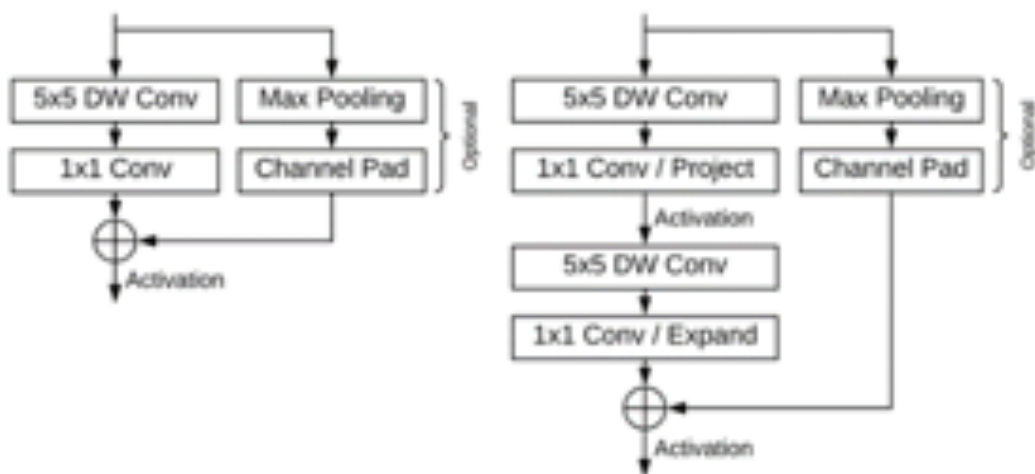 5x5 DW Conv
Max Pooling
1x1 Conv
Channel Pad
Optional
Activation
5x5 DW Conv
Max Pooling
1x1 Conv / Project
Channel Pad
Optional
Activation
5x5 DW Conv
1x1 Conv / Expand
Activation